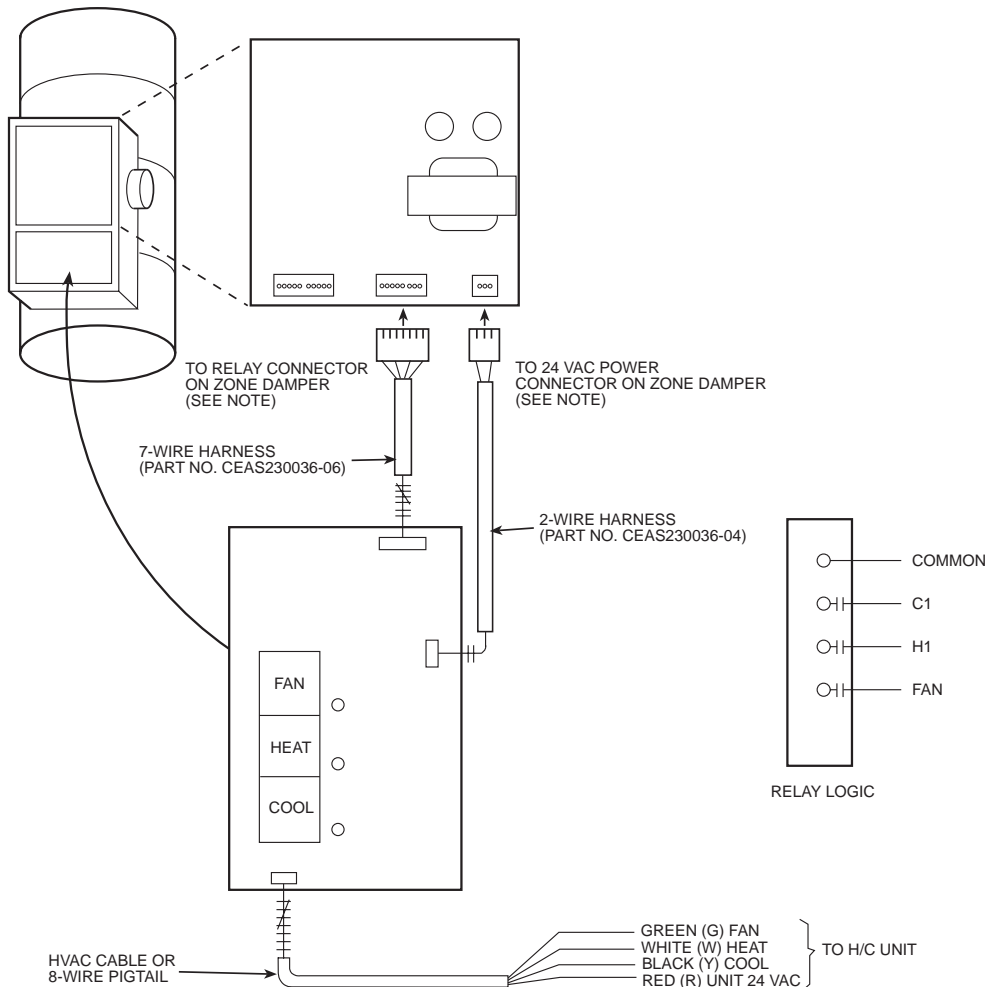 TO RELAY CONNECTOR
ON ZONE DAMPER
(SEE NOTE)
TO 24 VAC POWER
CONNECTOR ON ZONE DAMPER
(SEE NOTE)
7-WIRE HARNESS
(PART NO. CEAS230036-06)
2-WIRE HARNESS
(PART NO. CEAS230036-04)
COMMON
C1
H1
FAN
RELAY LOGIC
FAN
HEAT
COOL
HVAC CABLE OR
8-WIRE PIGTAIL
GREEN (G) FAN
WHITE (W) HEAT
BLACK (Y) COOL
RED (R) UNIT 24 VAC
TO H/C UNIT